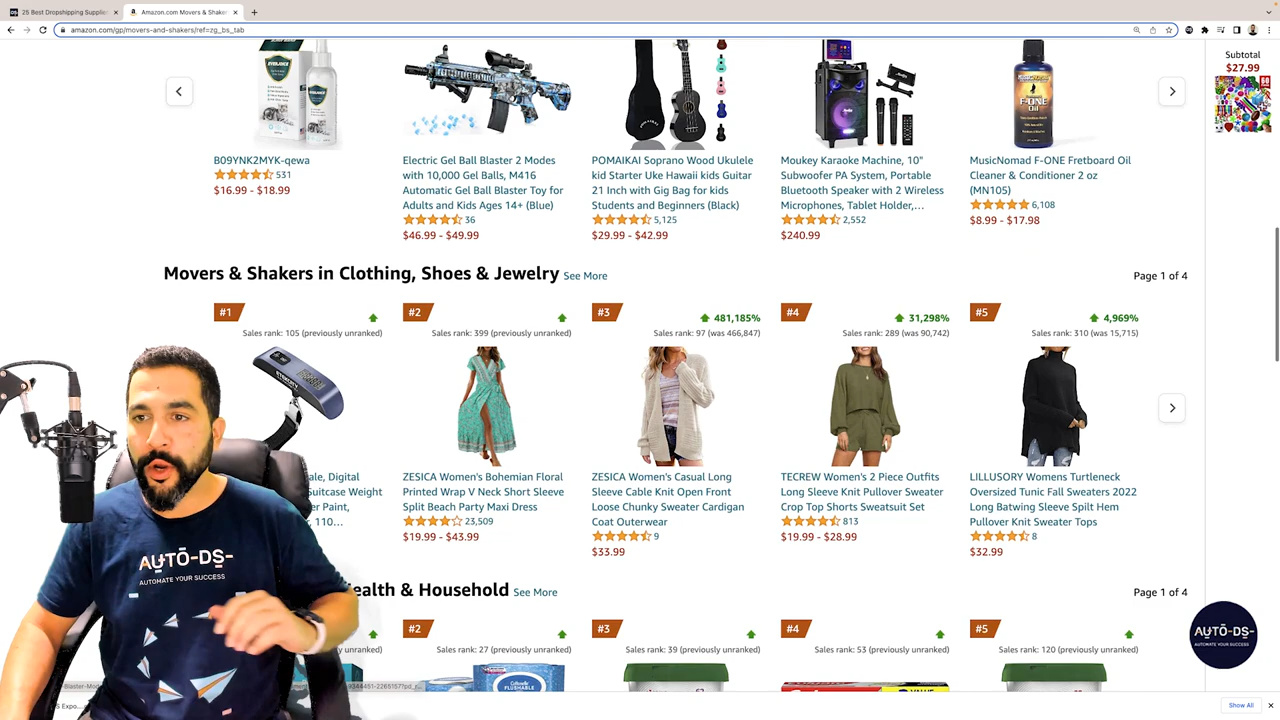 25 Best Dropshipping Supplie
Amazon.com Movers & Shake
amazon.com/gp/movers-and-shakers/ref=zg_bs_tab
Subtotal
$27.99
B09YNK2MYK-qewa
531
$16.99 - $18.99
Electric Gel Ball Blaster 2 Modes
with 10,000 Gel Balls, M416
Automatic Gel Ball Blaster Toy for
Adults and Kids Ages 14+ (Blue)
36
$46.99 - $49.99
POMAIKAI Soprano Wood Ukulele
kid Starter Uke Hawaii kids Guitar
21 Inch with Gig Bag for kids
Students and Beginners (Black)
5,125
$29.99 - $42.99
Moukey Karaoke Machine, 10"
Subwoofer PA System, Portable
Bluetooth Speaker with 2 Wireless
Microphones, Tablet Holder,...
2,552
$240.99
MusicNomad F-ONE Fretboard Oil
Cleaner & Conditioner 2 oz
(MN105)
6,108
$8.99 - $17.98
Movers & Shakers in Clothing, Shoes & Jewelry See More
Page 1 of 4
#1
Sales rank: 105 (previously unranked)
ale, Digital
uitcase Weight
er Paint,
, 110...
#2
Sales rank: 399 (previously unranked)
ZESICA Women's Bohemian Floral
Printed Wrap V Neck Short Sleeve
Split Beach Party Maxi Dress
23,509
$19.99 - $43.99
#3
481,185%
Sales rank: 97 (was 466,847)
ZESICA Women's Casual Long
Sleeve Cable Knit Open Front
Loose Chunky Sweater Cardigan
Coat Outerwear
9
$33.99
#4
31,298%
Sales rank: 289 (was 90,742)
TECREW Women's 2 Piece Outfits
Long Sleeve Knit Pullover Sweater
Crop Top Shorts Sweatsuit Set
813
$19.99 - $28.99
#5
4,969%
Sales rank: 310 (was 15,715)
LILLUSORY Womens Turtleneck
Oversized Tunic Fall Sweaters 2022
Long Batwing Sleeve Spilt Hem
Pullover Knit Sweater Tops
8
$32.99
ealth & Household See More
Page 1 of 4
usly unranked)
#2
Sales rank: 27 (previously unranked)
#3
Sales rank: 39 (previously unranked)
#4
Sales rank: 53 (previously unranked)
#5
Sales rank: 120 (previously unranked)
AUTO-DS-
AUTOMATE YOUR SUCCESS
AUTO-DS-
AUTOMATE YOUR SUCCESS
FLUSHABLE
VALUE
S Expo....
Show All